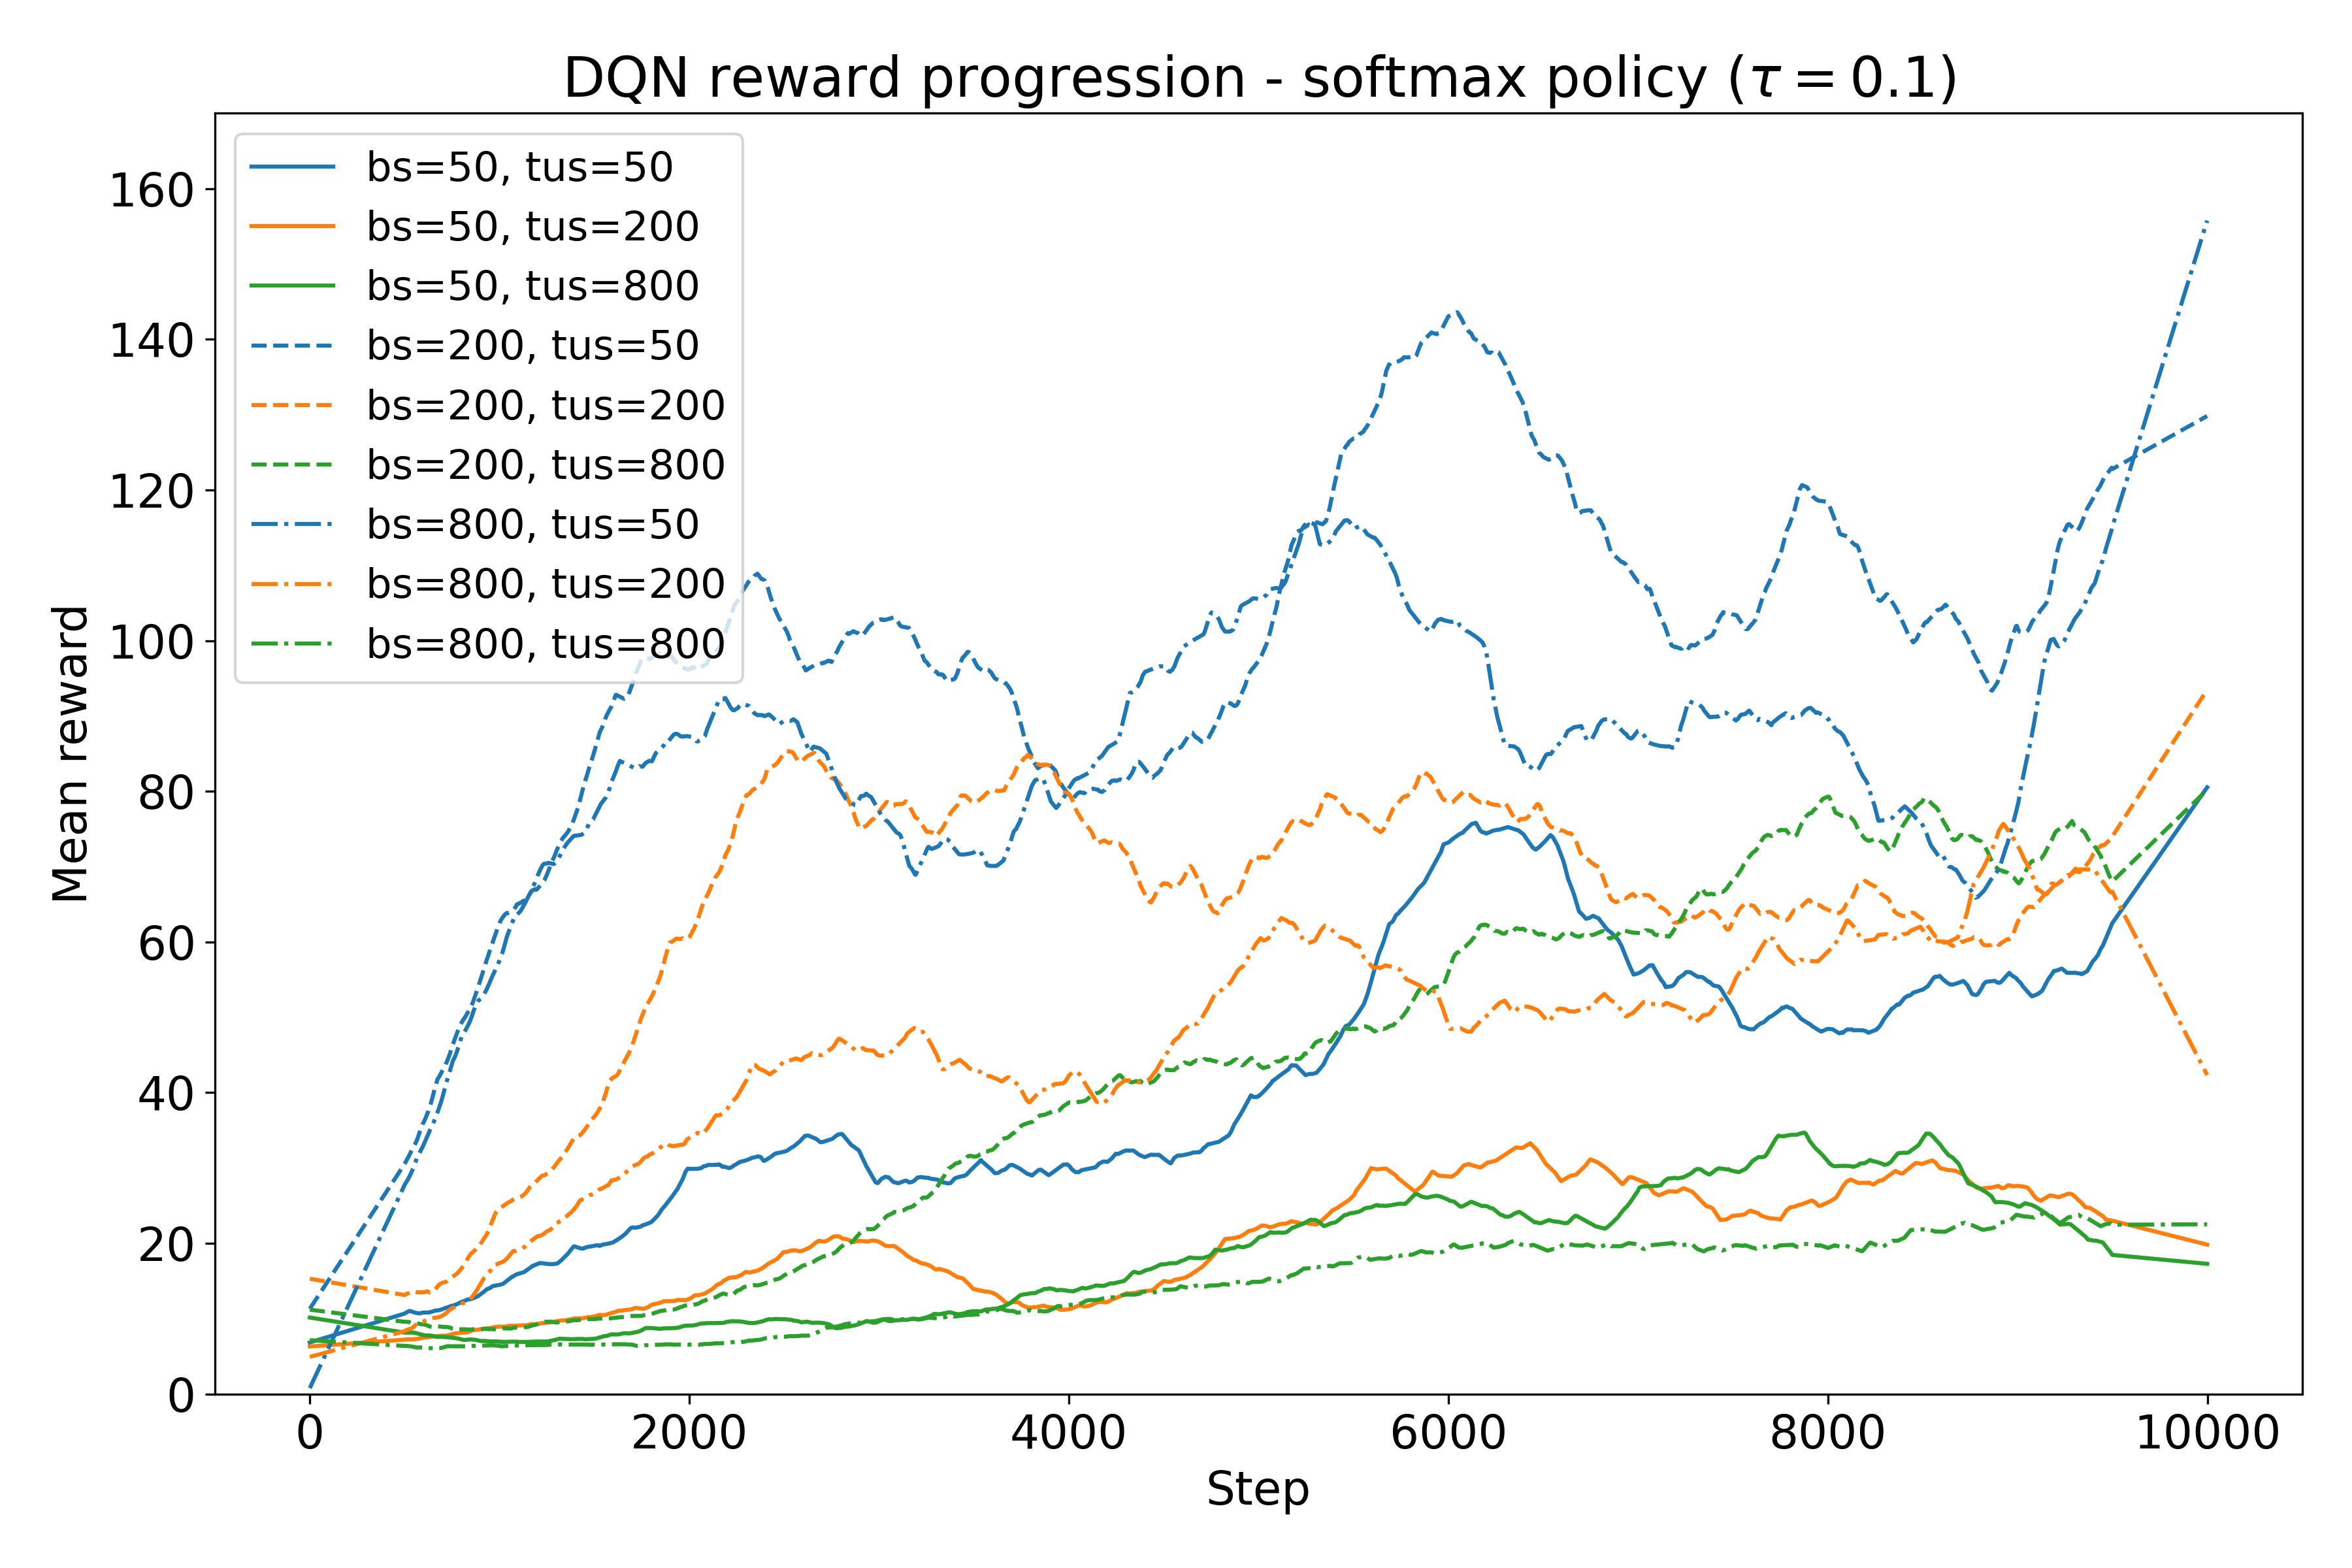 DQN reward progression - softmax policy (τ = 0.1)
bs=50, tus=50
bs=50, tus=200
bs=50, tus=800
bs=200, tus=50
bs=200, tus=200
bs=200, tus=800
bs=800, tus=50
bs=800, tus=200
bs=800, tus=800
Mean reward
160
140
120
100
80
60
40
20
0
0 2000 4000 6000 8000 10000
Step